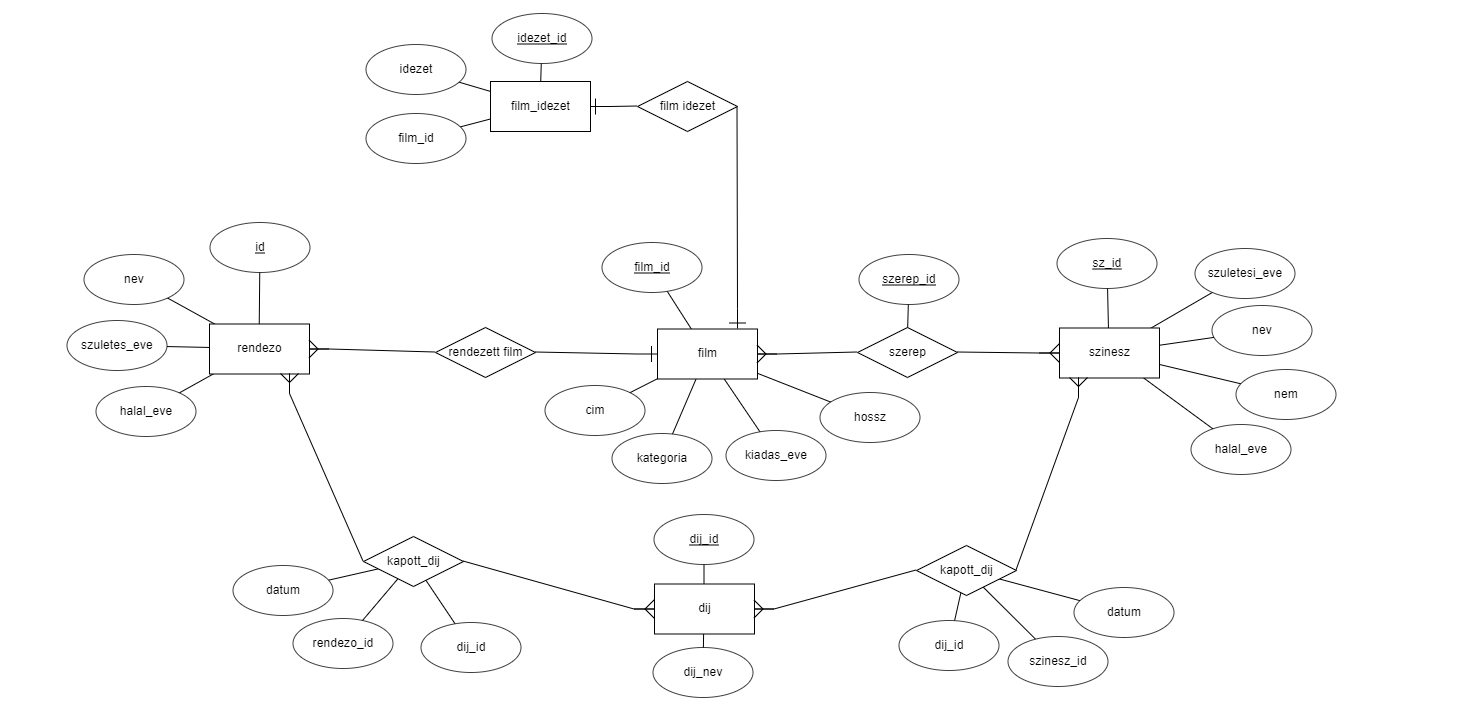 idezet_id
idezet
film_idezet
film idezet
film_id
id
nev
szuletes_eve
rendezo
halal_eve
rendezett film
film_id
film
cim
kategoria
kiadas_eve
hossz
szerep_id
szerep
sz_id
szuletesi_eve
nev
szinesz
nem
halal_eve
kapott_dij
datum
rendezo_id
dij_id
dij_id
dij
dij_nev
kapott_dij
datum
dij_id
szinesz_id